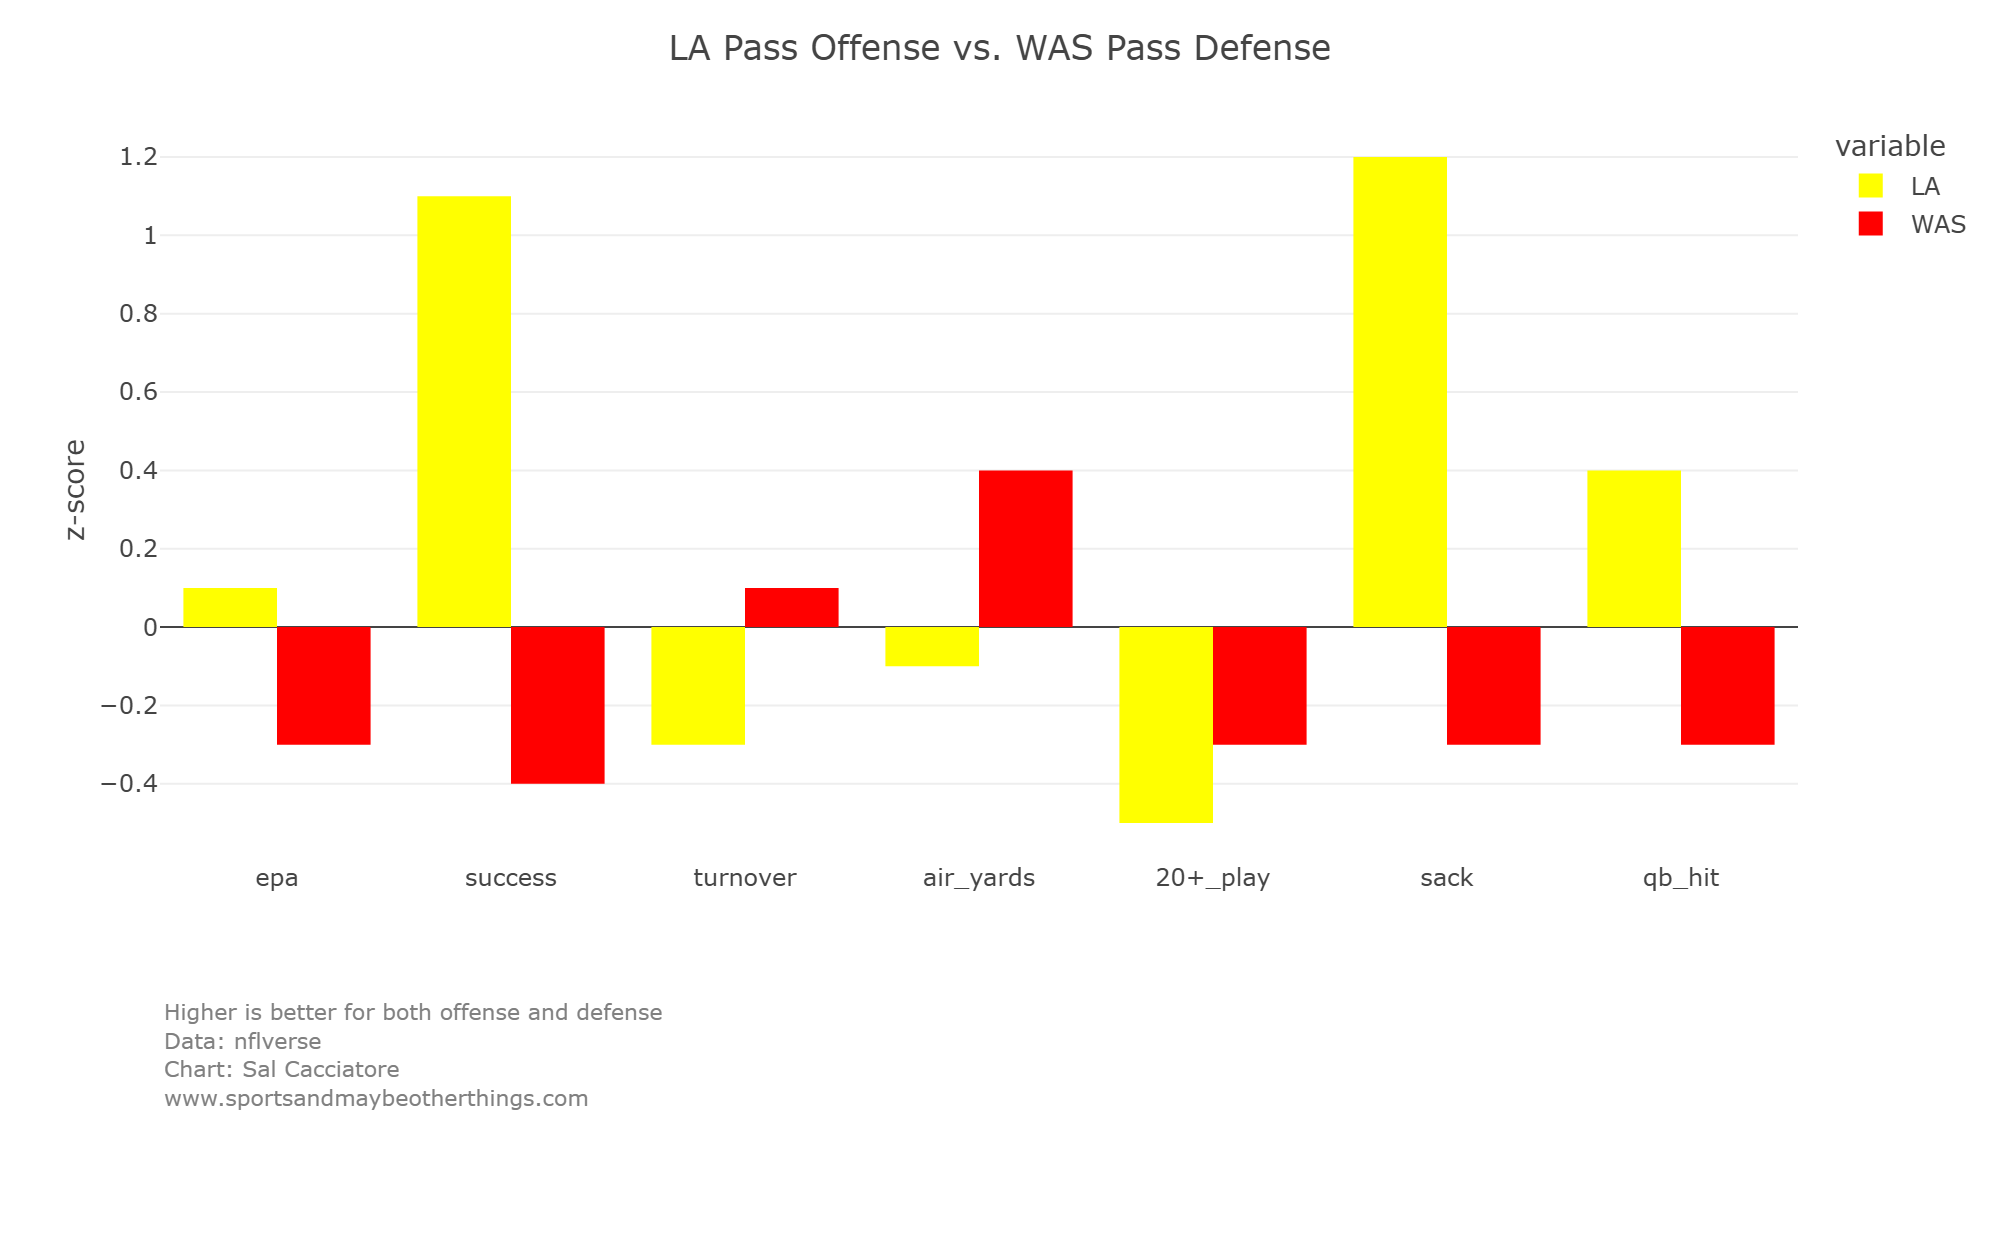 LA Pass Offense vs. WAS Pass Defense
variable
LA
WAS
z-score
1.2
1
0.8
0.6
0.4
0.2
0
−0.2
−0.4
epa success turnover air_yards 20+_play sack qb_hit
Higher is better for both offense and defense
Data: nflverse
Chart: Sal Cacciatore
www.sportsandmaybeotherthings.com